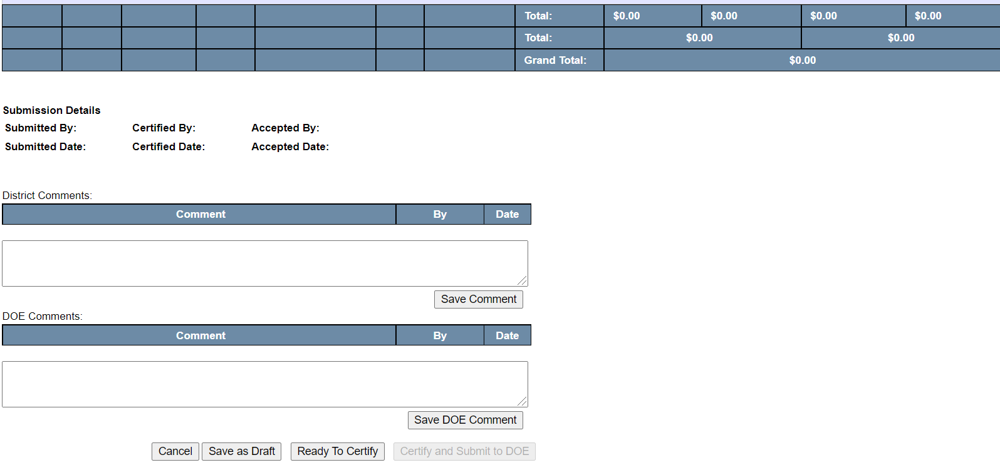 Total: $0.00 $0.00 $0.00 $0.00
Total: $0.00 $0.00
Grand Total: $0.00
Submission Details
Submitted By: Certified By: Accepted By:
Submitted Date: Certified Date: Accepted Date:
District Comments:
Comment By Date
Save Comment
DOE Comments:
Comment By Date
Save DOE Comment
Cancel Save as Draft Ready To Certify Certify and Submit to DOE